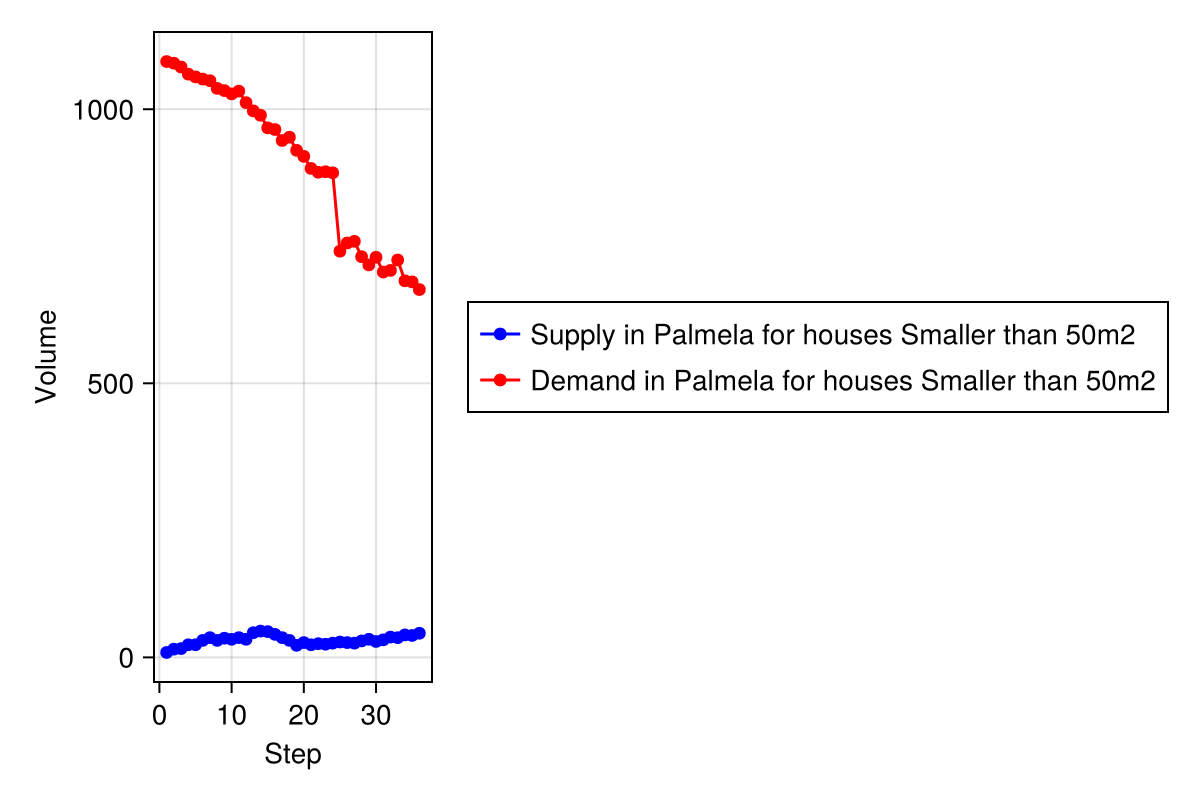 1000
500
0
Volume
0 10 20 30
Step
Supply in Palmela for houses Smaller than 50m2
Demand in Palmela for houses Smaller than 50m2